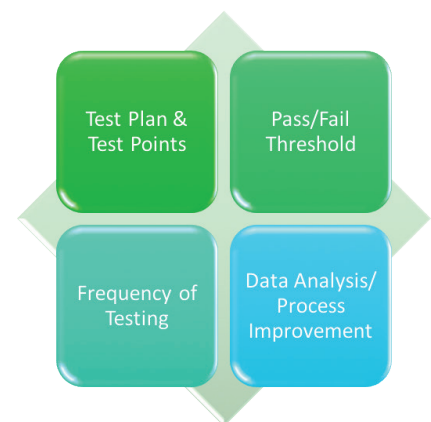 Test Plan &
Test Points
Pass/Fail
Threshold
Frequency of
Testing
Data Analysis/
Process
Improvement